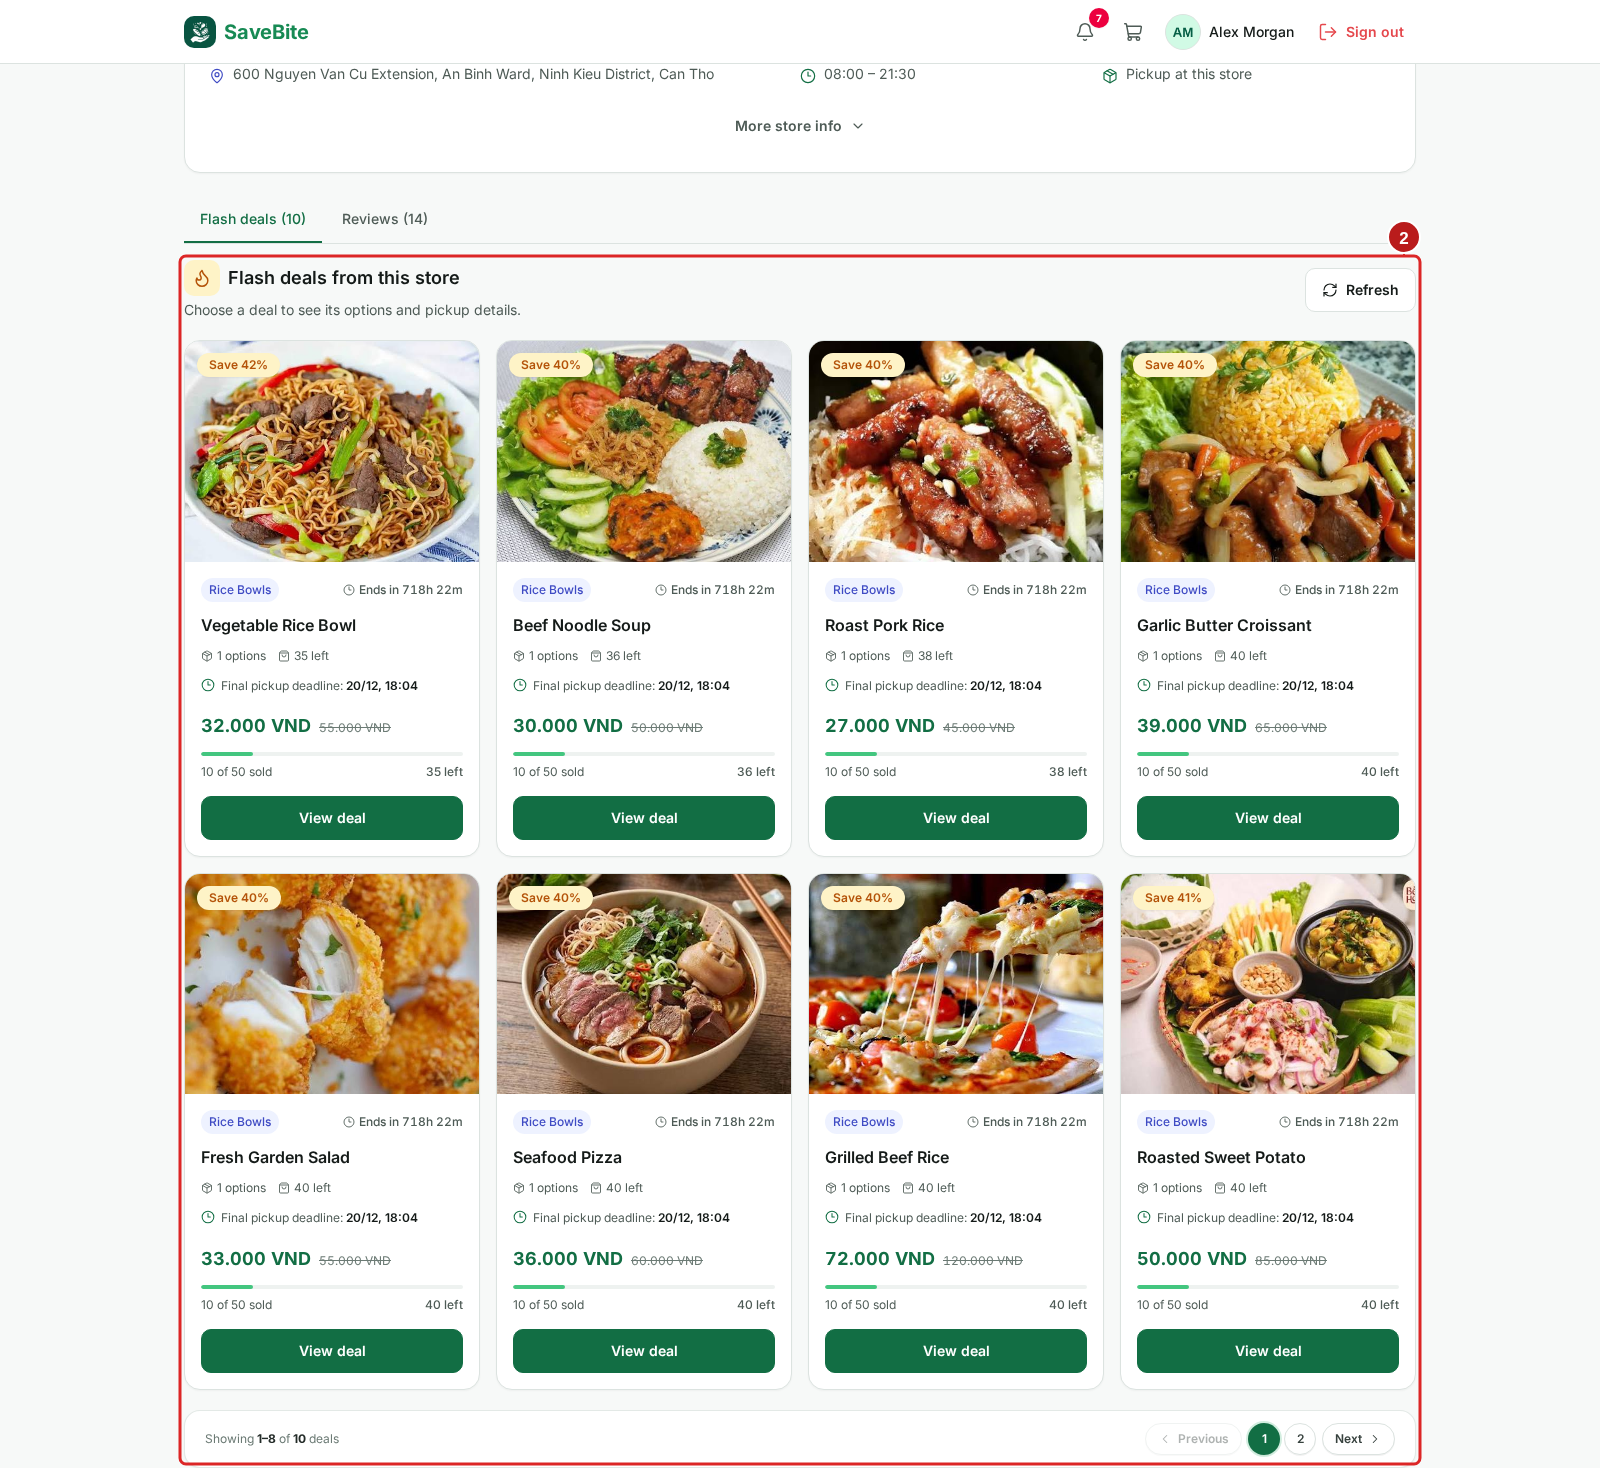 SaveBite
7
AM Alex Morgan
Sign out
600 Nguyen Van Cu Extension, An Binh Ward, Ninh Kieu District, Can Tho
08:00 – 21:30
Pickup at this store
More store info
Flash deals (10)
Reviews (14)
2
Flash deals from this store
Choose a deal to see its options and pickup details.
Refresh
Save 42%
Rice Bowls
Ends in 718h 22m
Vegetable Rice Bowl
1 options 35 left
Final pickup deadline: 20/12, 18:04
32.000 VND 55.000 VND
10 of 50 sold 35 left
View deal
Save 40%
Rice Bowls
Ends in 718h 22m
Beef Noodle Soup
1 options 36 left
Final pickup deadline: 20/12, 18:04
30.000 VND 50.000 VND
10 of 50 sold 36 left
View deal
Save 40%
Rice Bowls
Ends in 718h 22m
Roast Pork Rice
1 options 38 left
Final pickup deadline: 20/12, 18:04
27.000 VND 45.000 VND
10 of 50 sold 38 left
View deal
Save 40%
Rice Bowls
Ends in 718h 22m
Garlic Butter Croissant
1 options 40 left
Final pickup deadline: 20/12, 18:04
39.000 VND 65.000 VND
10 of 50 sold 40 left
View deal
Save 40%
Rice Bowls
Ends in 718h 22m
Fresh Garden Salad
1 options 40 left
Final pickup deadline: 20/12, 18:04
33.000 VND 55.000 VND
10 of 50 sold 40 left
View deal
Save 40%
Rice Bowls
Ends in 718h 22m
Seafood Pizza
1 options 40 left
Final pickup deadline: 20/12, 18:04
36.000 VND 60.000 VND
10 of 50 sold 40 left
View deal
Save 40%
Rice Bowls
Ends in 718h 22m
Grilled Beef Rice
1 options 40 left
Final pickup deadline: 20/12, 18:04
72.000 VND 120.000 VND
10 of 50 sold 40 left
View deal
Save 41%
Rice Bowls
Ends in 718h 22m
Roasted Sweet Potato
1 options 40 left
Final pickup deadline: 20/12, 18:04
50.000 VND 85.000 VND
10 of 50 sold 40 left
View deal
Showing 1–8 of 10 deals
Previous 1 2 Next